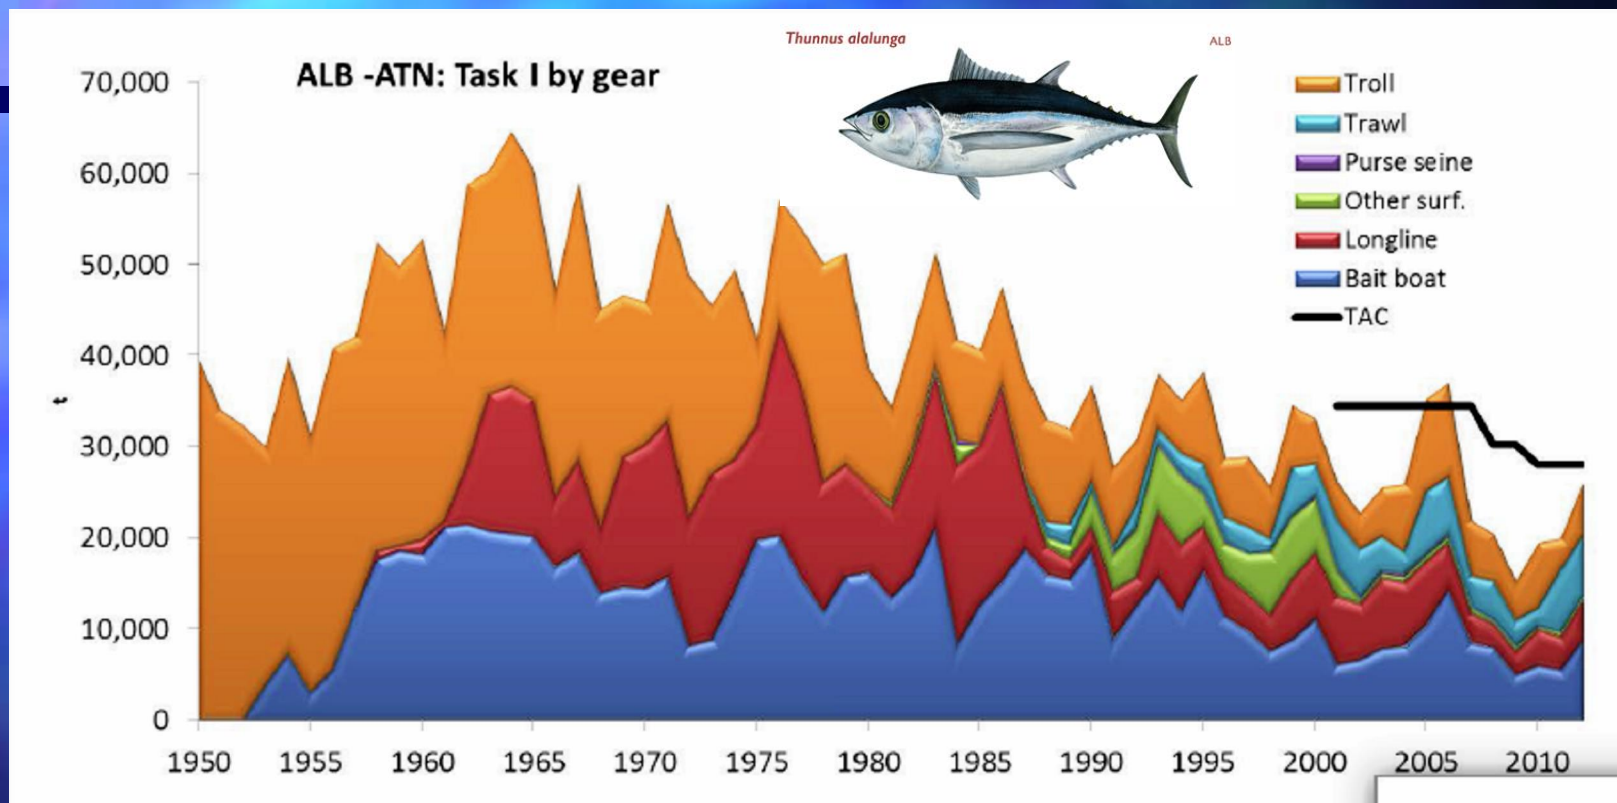 Thunnus alalunga
ALB
ALB -ATN: Task I by gear
70,000
60,000
50,000
40,000
30,000
20,000
10,000
0
t
1950 1955 1960 1965 1970 1975 1980 1985 1990 1995 2000 2005 2010
Troll
Trawl
Purse seine
Other surf.
Longline
Bait boat
TAC